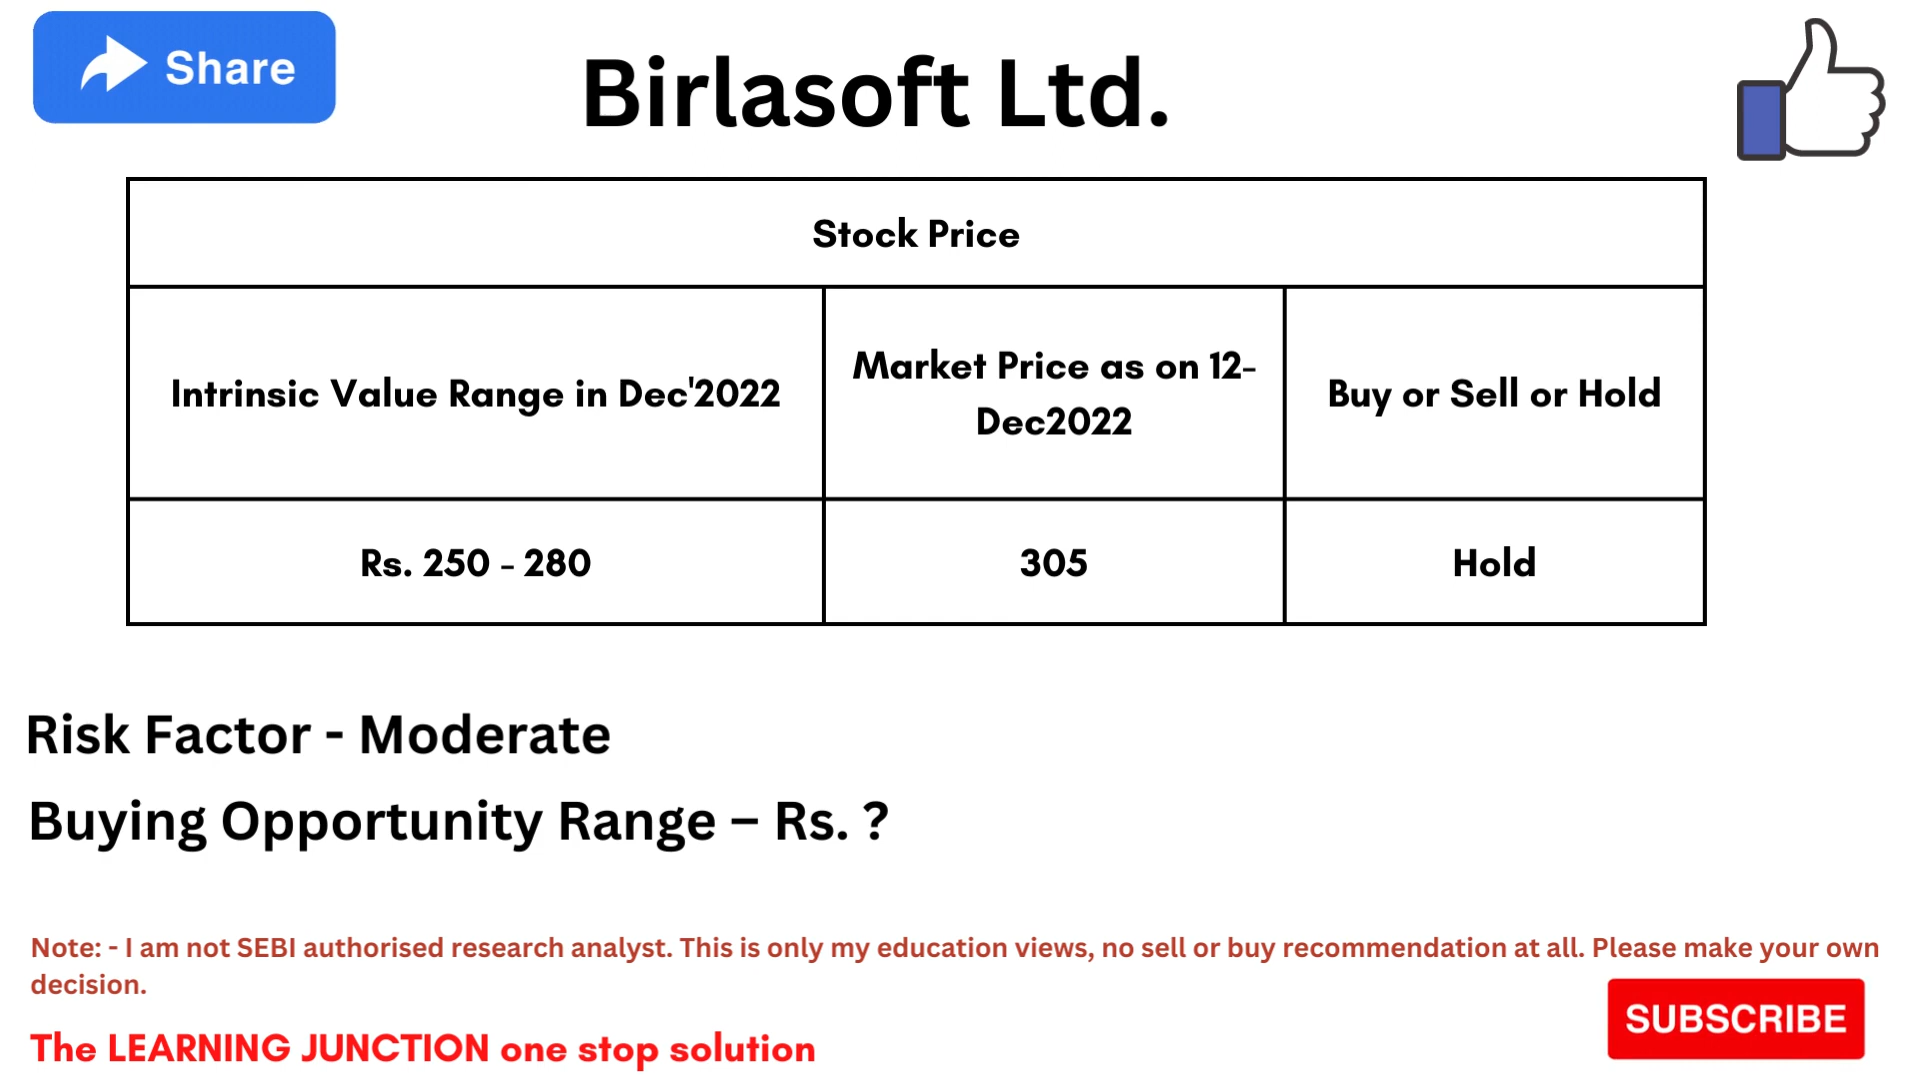 Share
Birlasoft Ltd.
Stock Price
Intrinsic Value Range in Dec'2022
Market Price as on 12-
Dec2022
Buy or Sell or Hold
Rs. 250 - 280
305
Hold
Risk Factor - Moderate
Buying Opportunity Range – Rs. ?
Note: - I am not SEBI authorised research analyst. This is only my education views, no sell or buy recommendation at all. Please make your own
decision.
SUBSCRIBE
The LEARNING JUNCTION one stop solution